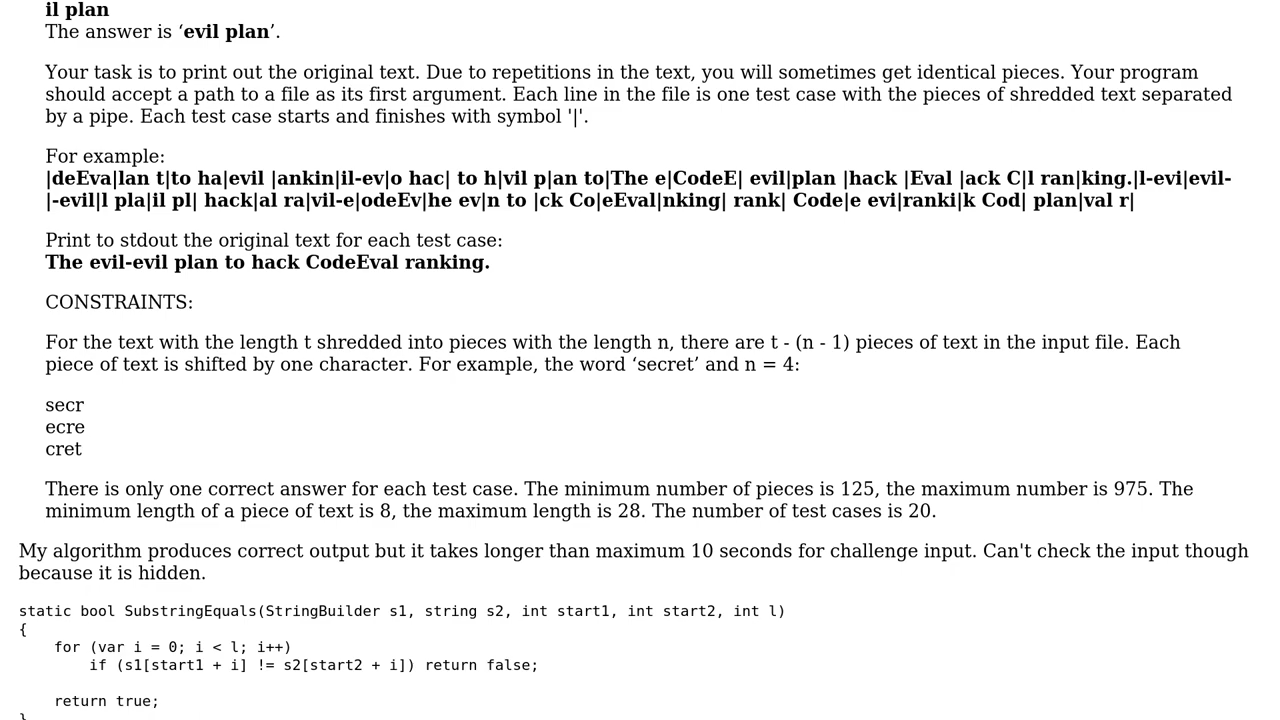 il plan
The answer is ‘evil plan’.
Your task is to print out the original text. Due to repetitions in the text, you will sometimes get identical pieces. Your program
should accept a path to a file as its first argument. Each line in the file is one test case with the pieces of shredded text separated
by a pipe. Each test case starts and finishes with symbol '|'.
For example:
|deEva|lan t|to ha|evil |ankin|il-ev|o hac| to h|vil p|an to|The e|CodeE| evil|plan |hack |Eval |ack C|l ran|king.|l-evi|evil-
|-evil|l pla|il pl| hack|al ra|vil-e|odeEv|he ev|n to |ck Co|eEval|nking| rank| Code|e evi|ranki|k Cod| plan|val r|
Print to stdout the original text for each test case:
The evil-evil plan to hack CodeEval ranking.
CONSTRAINTS:
For the text with the length t shredded into pieces with the length n, there are t - (n - 1) pieces of text in the input file. Each
piece of text is shifted by one character. For example, the word ‘secret’ and n = 4:
secr
ecre
cret
There is only one correct answer for each test case. The minimum number of pieces is 125, the maximum number is 975. The
minimum length of a piece of text is 8, the maximum length is 28. The number of test cases is 20.
My algorithm produces correct output but it takes longer than maximum 10 seconds for challenge input. Can't check the input though
because it is hidden.
static bool SubstringEquals(StringBuilder s1, string s2, int start1, int start2, int l)
{
    for (var i = 0; i < l; i++)
        if (s1[start1 + i] != s2[start2 + i]) return false;
    return true;
}